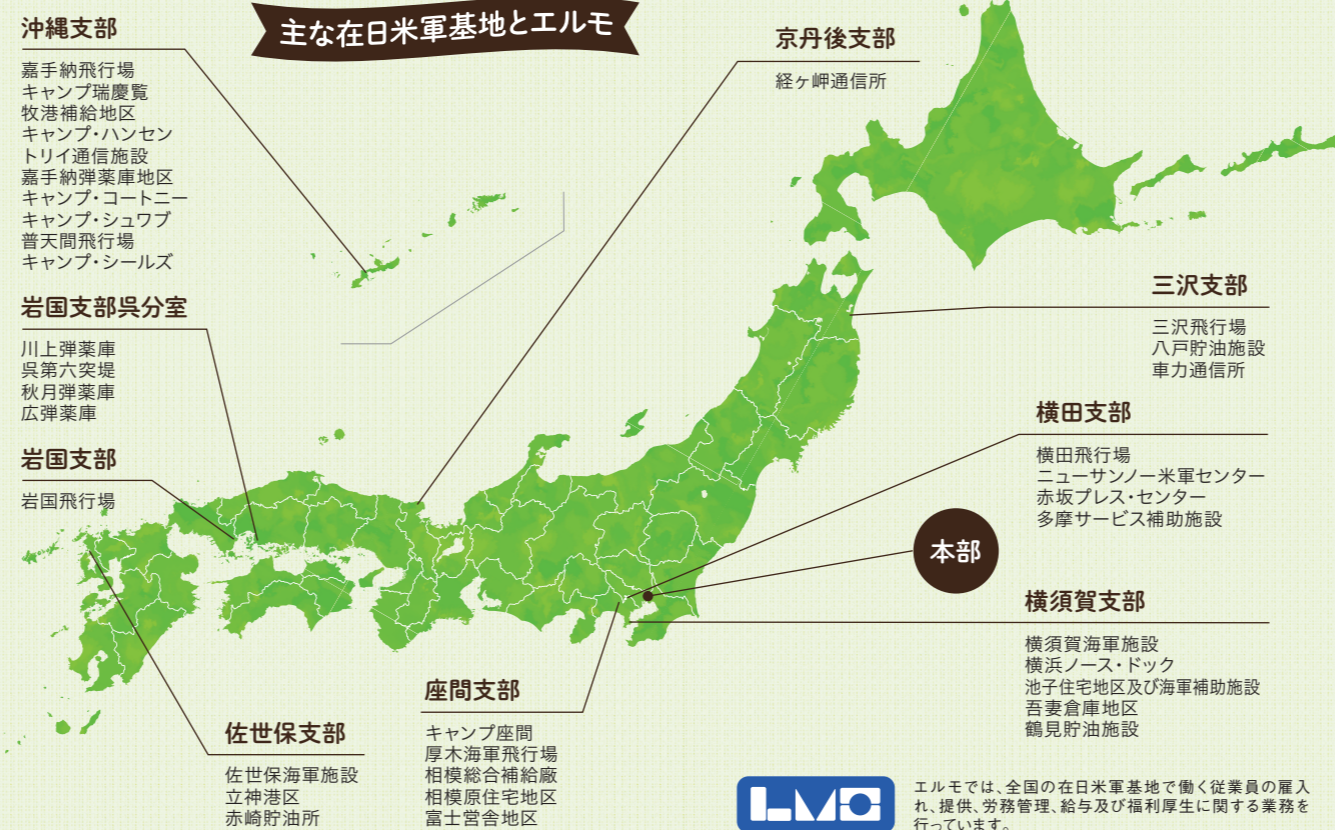 主な在日米軍基地とエルモ
沖縄支部
嘉手納飛行場
キャンプ瑞慶覧
牧港補給地区
キャンプ・ハンセン
トリイ通信施設
嘉手納弾薬庫地区
キャンプ・コートニー
キャンプ・シュワブ
普天間飛行場
キャンプ・シールズ
岩国支部呉分室
川上弾薬庫
呉第六突堤
秋月弾薬庫
広弾薬庫
岩国支部
岩国飛行場
佐世保支部
佐世保海軍施設
立神港区
赤崎貯油所
座間支部
キャンプ座間
厚木海軍飛行場
相模総合補給廠
相模原住宅地区
富士営舎地区
京丹後支部
経ヶ岬通信所
三沢支部
三沢飛行場
八戸貯油施設
車力通信所
横田支部
横田飛行場
ニューサンノー米軍センター
赤坂プレス・センター
多摩サービス補助施設
本部
横須賀支部
横須賀海軍施設
横浜ノース・ドック
池子住宅地区及び海軍補助施設
吾妻倉庫地区
鶴見貯油施設
LMO
エルモでは、全国の在日米軍基地で働く従業員の雇入
れ、提供、労務管理、給与及び福利厚生に関する業務を
行っています。